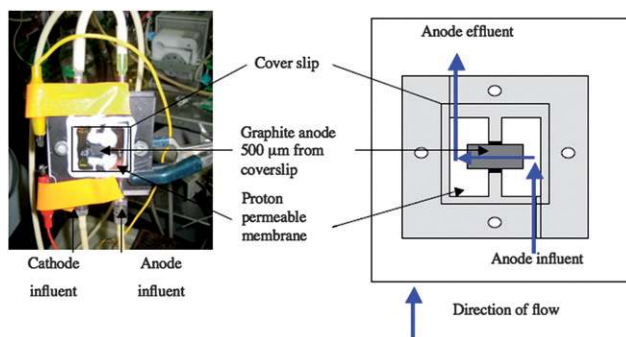 Anode effluent
Cover slip
Graphite anode
500 μm from
coverslip
Proton
permeable
membrane
Cathode
influent
Anode
influent
Anode influent
Direction of flow